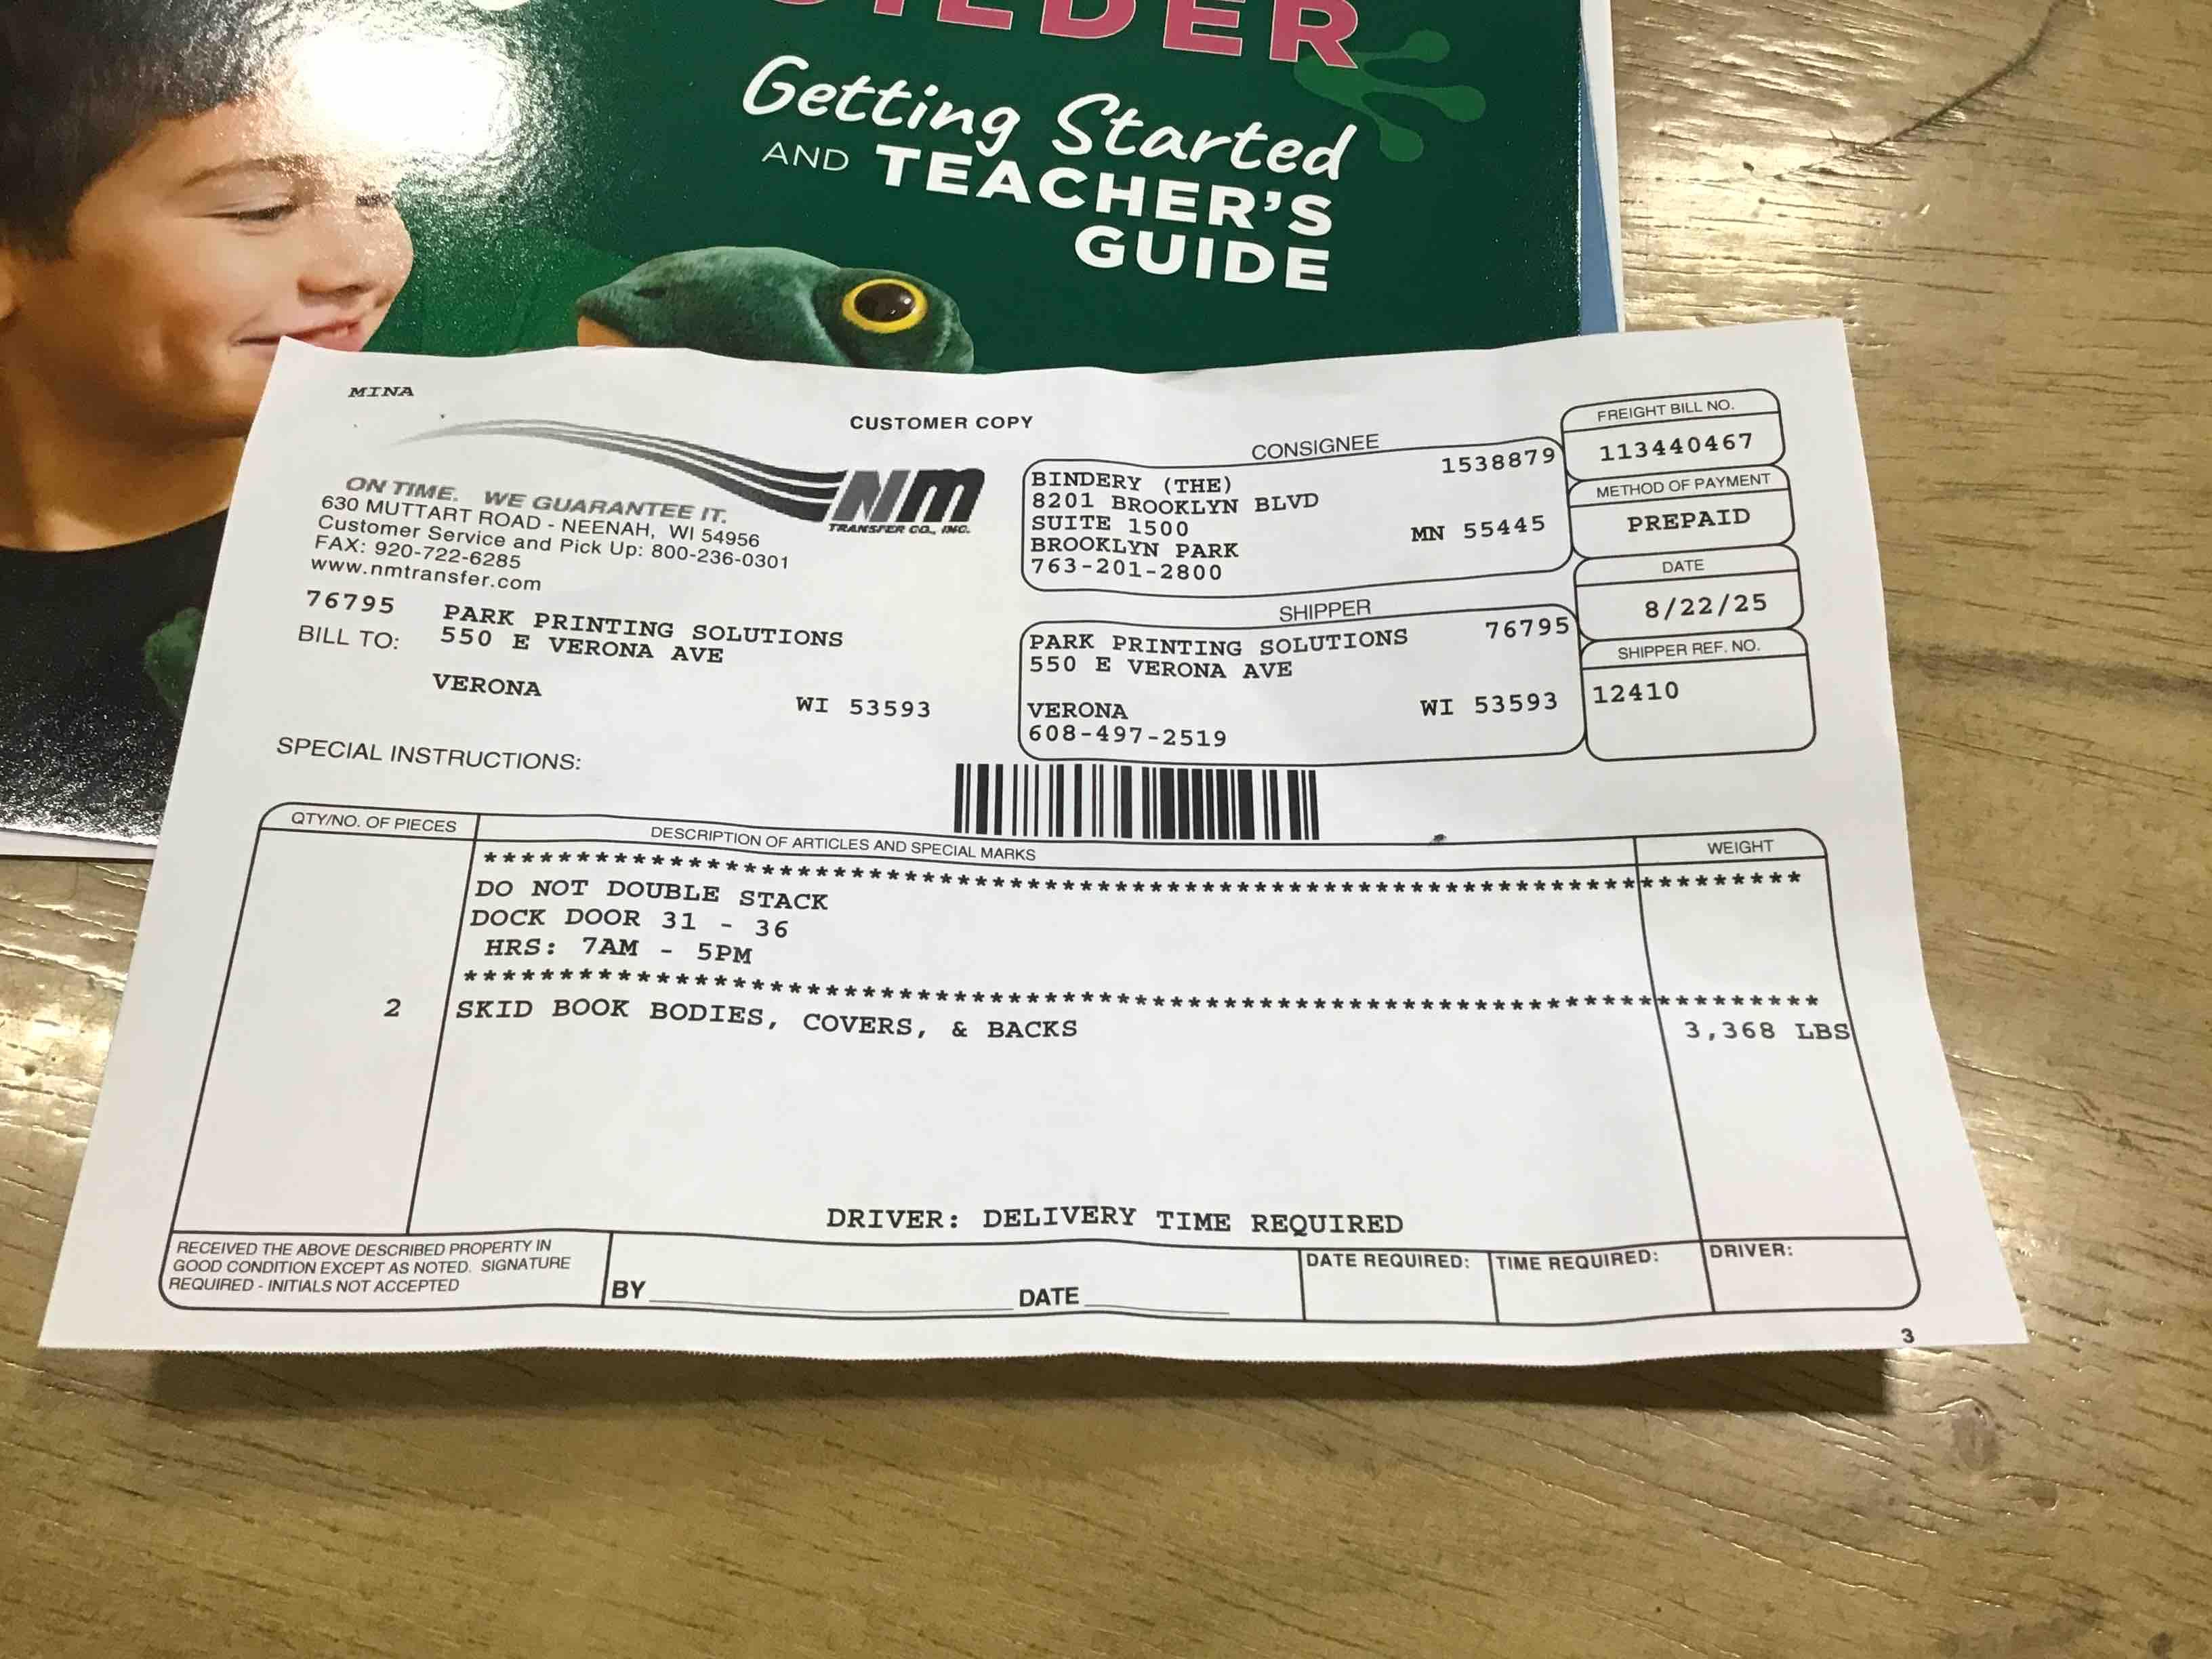 Getting Started
AND TEACHER'S
GUIDE
MINA
CUSTOMER COPY
NM
TRANSFER CO., INC.
ON TIME. WE GUARANTEE IT.
630 MUTTART ROAD - NEENAH, WI 54956
Customer Service and Pick Up: 800-236-0301
FAX: 920-722-6285
www.nmtransfer.com
76795 PARK PRINTING SOLUTIONS
BILL TO: 550 E VERONA AVE
VERONA WI 53593
SPECIAL INSTRUCTIONS:
CONSIGNEE
BINDERY (THE) 1538879
8201 BROOKLYN BLVD
SUITE 1500
BROOKLYN PARK MN 55445
763-201-2800
SHIPPER
PARK PRINTING SOLUTIONS 76795
550 E VERONA AVE
VERONA WI 53593
608-497-2519
FREIGHT BILL NO.
113440467
METHOD OF PAYMENT
PREPAID
DATE
8/22/25
SHIPPER REF. NO.
12410
QTY/NO. OF PIECES DESCRIPTION OF ARTICLES AND SPECIAL MARKS WEIGHT
DO NOT DOUBLE STACK
DOCK DOOR 31 - 36
HRS: 7AM - 5PM
2 SKID BOOK BODIES, COVERS, & BACKS 3,368 LBS
DRIVER: DELIVERY TIME REQUIRED
RECEIVED THE ABOVE DESCRIBED PROPERTY IN
GOOD CONDITION EXCEPT AS NOTED. SIGNATURE
REQUIRED - INITIALS NOT ACCEPTED
BY DATE
DATE REQUIRED: TIME REQUIRED: DRIVER:
3